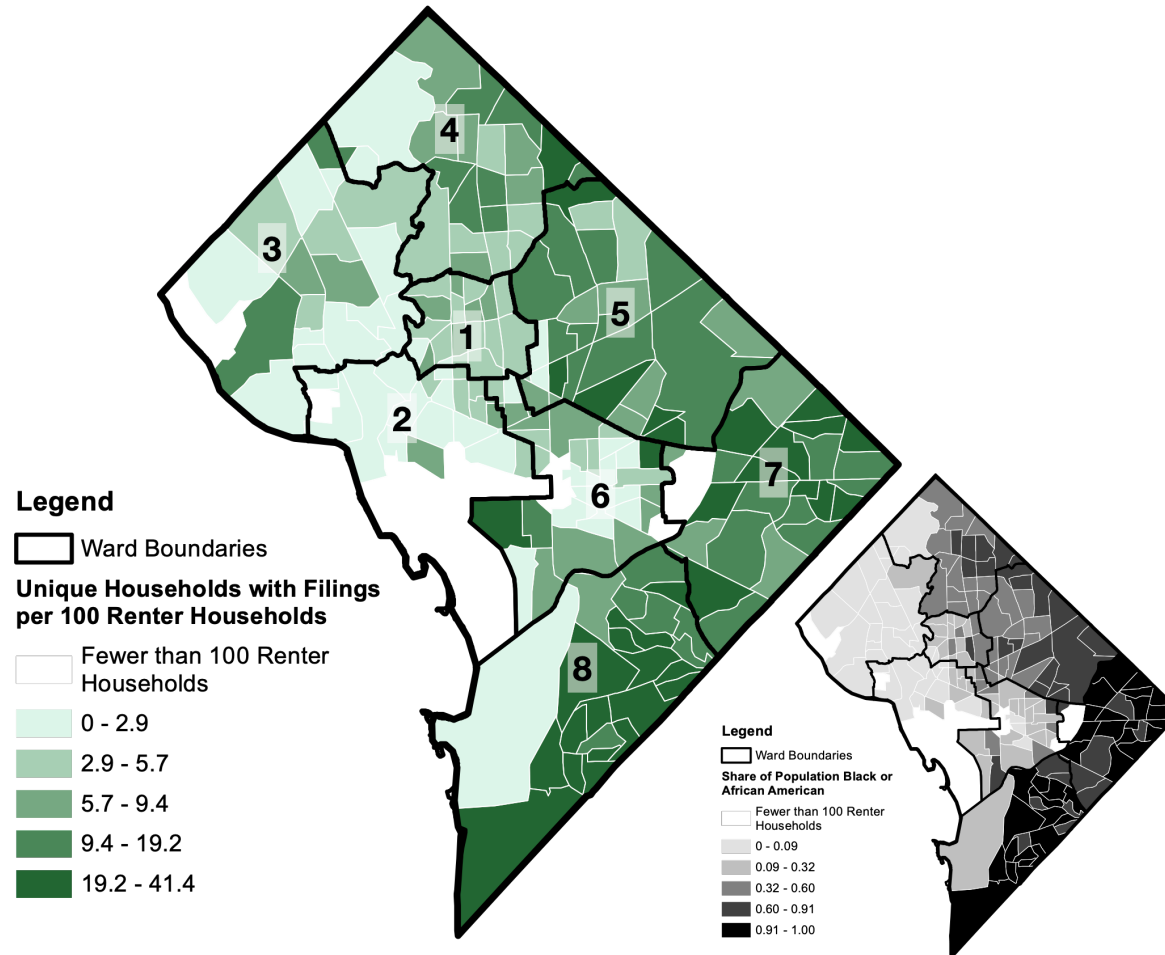 4
3
5
1
2
7
6
8
Legend
Ward Boundaries
Unique Households with Filings
per 100 Renter Households
Fewer than 100 Renter
Households
0 - 2.9
2.9 - 5.7
5.7 - 9.4
9.4 - 19.2
19.2 - 41.4
Legend
Ward Boundaries
Share of Population Black or
African American
Fewer than 100 Renter
Households
0 - 0.09
0.09 - 0.32
0.32 - 0.60
0.60 - 0.91
0.91 - 1.00